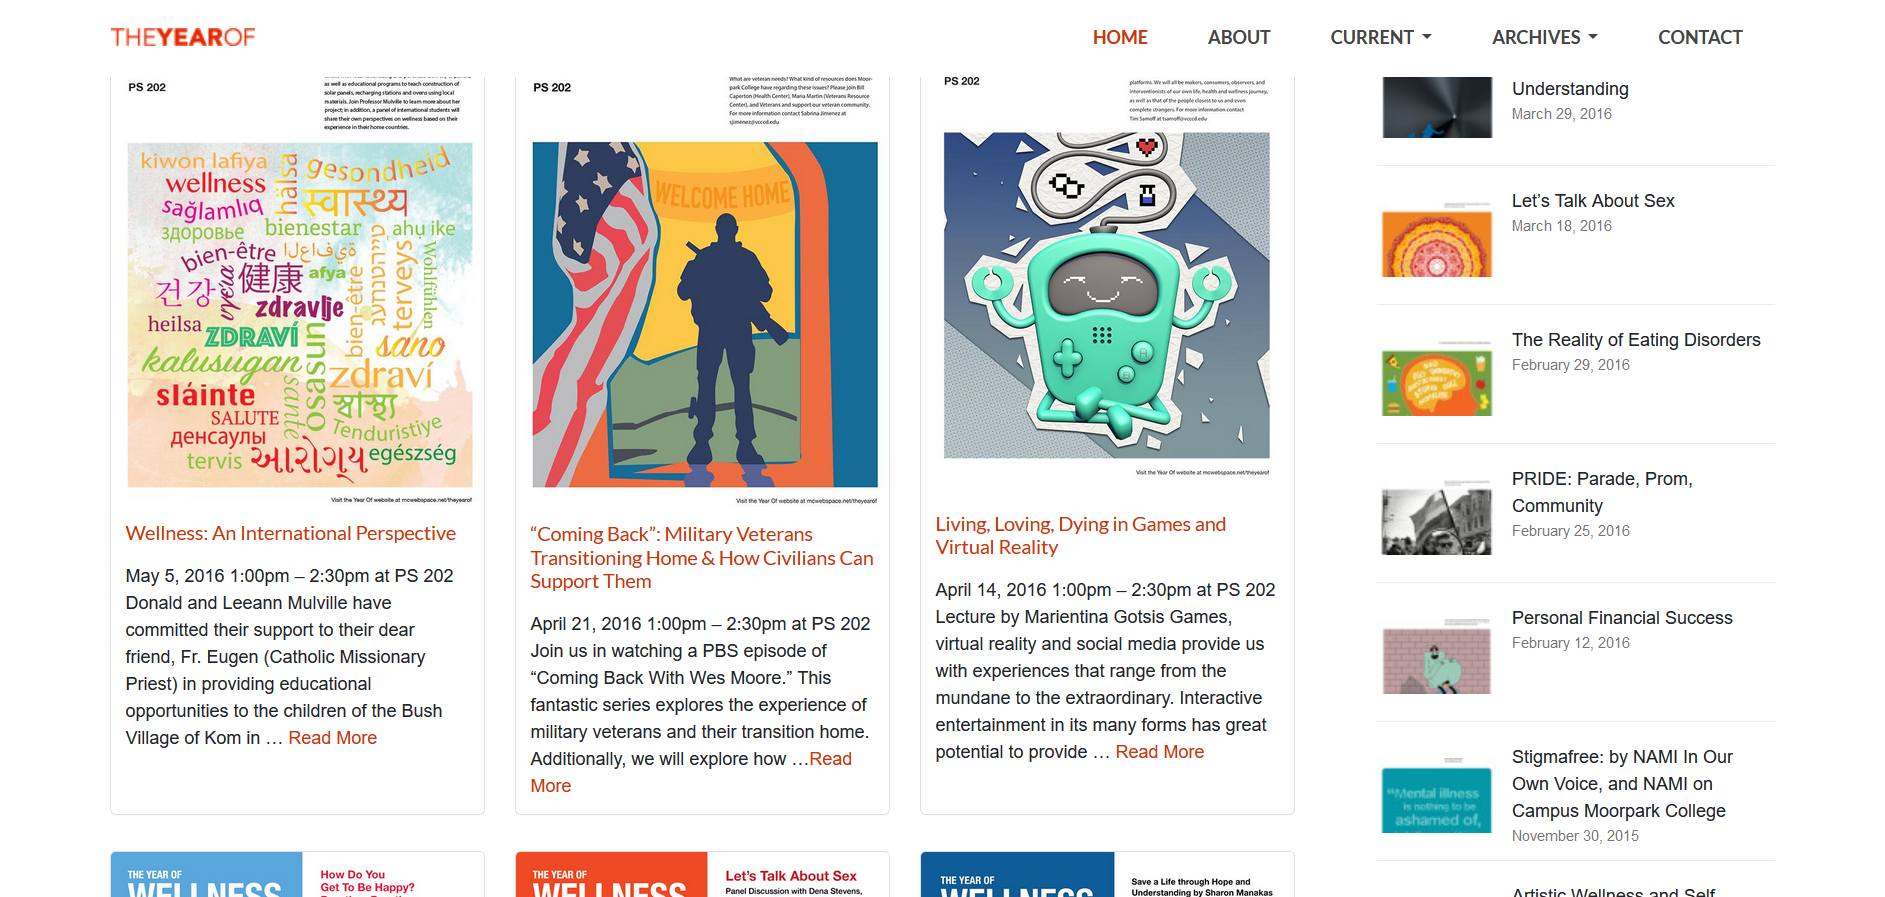 THEYEAROF
HOME
ABOUT
CURRENT
ARCHIVES
CONTACT
PS 202
as well as educational programs to teach construction of
solar panels, recharging stations and ovens using local
materials. Join Professor Mulville to learn more about her
project; in addition, a panel of international students will
share their own perspectives on wellness based on their
experience in their home countries.
kiwon lafiya
hälsa
gesondheid
wellness
स्वास्थ्य
sağlamlıq
здоровье
bienestar
ahụ ike
bien-être
afya
Wohlfühlen
terveys
健康
건강
vręia
zdravlje
bien-être
heilsa
ZDRAVÍ
sano
kalusugan
osasun
zdraví
santé
sláinte
SALUTE
স্বাস্থ্য
денсаулы
Tenduristiye
tervis
આરોગ્ય
egészség
Visit the Year Of website at mcwebspace.net/theyearof
Wellness: An International Perspective
May 5, 2016 1:00pm – 2:30pm at PS 202
Donald and Leeann Mulville have
committed their support to their dear
friend, Fr. Eugen (Catholic Missionary
Priest) in providing educational
opportunities to the children of the Bush
Village of Kom in … Read More
PS 202
What are veteran needs? What kind of resources does Moor-
park College have regarding these issues? Please join Bill
Caperton (Health Center), Maria Martin (Veterans Resource
Center), and Veterans and support our veteran community.
For more information contact Sabrina Jimenez at
sjimenez@vcccd.edu
WELCOME HOME
Visit the Year Of website at mcwebspace.net/theyearof
“Coming Back”: Military Veterans
Transitioning Home & How Civilians Can
Support Them
April 21, 2016 1:00pm – 2:30pm at PS 202
Join us in watching a PBS episode of
“Coming Back With Wes Moore.” This
fantastic series explores the experience of
military veterans and their transition home.
Additionally, we will explore how …Read
More
PS 202
platforms. We will all be makers, consumers, observers, and
interventionists of our own life, health and wellness journey,
as well as that of the people closest to us and even
complete strangers. For more information contact
Tim Samoff at tsamoff@vcccd.edu
A
B
Visit the Year Of website at mcwebspace.net/theyearof
Living, Loving, Dying in Games and
Virtual Reality
April 14, 2016 1:00pm – 2:30pm at PS 202
Lecture by Marientina Gotsis Games,
virtual reality and social media provide us
with experiences that range from the
mundane to the extraordinary. Interactive
entertainment in its many forms has great
potential to provide … Read More
Understanding
March 29, 2016
Let’s Talk About Sex
March 18, 2016
The Reality of Eating Disorders
February 29, 2016
PRIDE: Parade, Prom,
Community
February 25, 2016
Personal Financial Success
February 12, 2016
"Mental illness
is nothing to be
ashamed of,
Stigmafree: by NAMI In Our
Own Voice, and NAMI on
Campus Moorpark College
November 30, 2015
Artistic Wellness and Self
THE YEAR OF
WELLNESS
How Do You
Get To Be Happy?
THE YEAR OF
WELLNESS
Let’s Talk About Sex
Panel Discussion with Dena Stevens,
THE YEAR OF
WELLNESS
Save a Life through Hope and
Understanding by Sharon Manakas